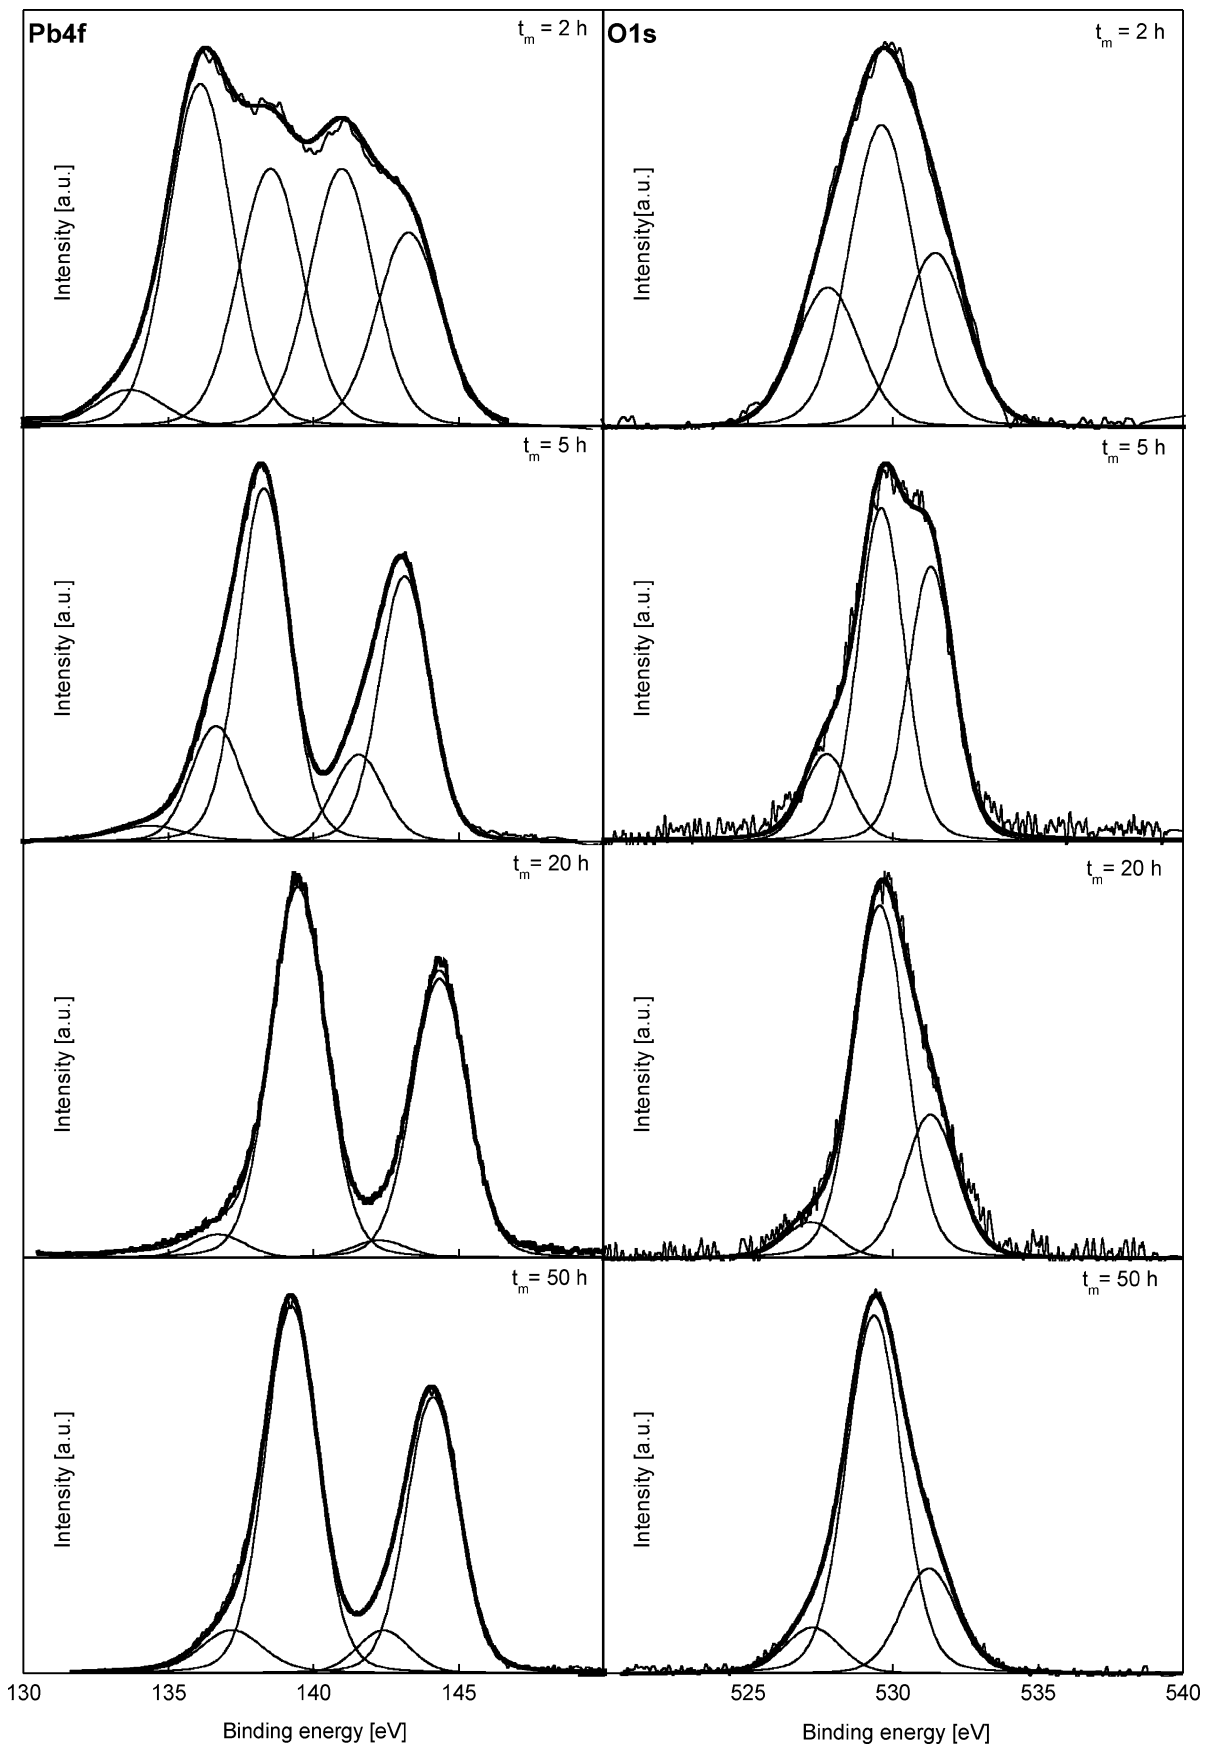 Pb4f
t_m = 2 h
O1s
t_m = 2 h
Intensity [a.u.]
Intensity[a.u.]
t_m= 5 h
t_m= 5 h
Intensity [a.u.]
Intensity [a.u.]
t_m= 20 h
t_m= 20 h
Intensity [a.u.]
Intensity [a.u.]
t_m= 50 h
t_m= 50 h
Intensity [a.u.]
Intensity [a.u.]
130 135 140 145 525 530 535 540
Binding energy [eV]
Binding energy [eV]